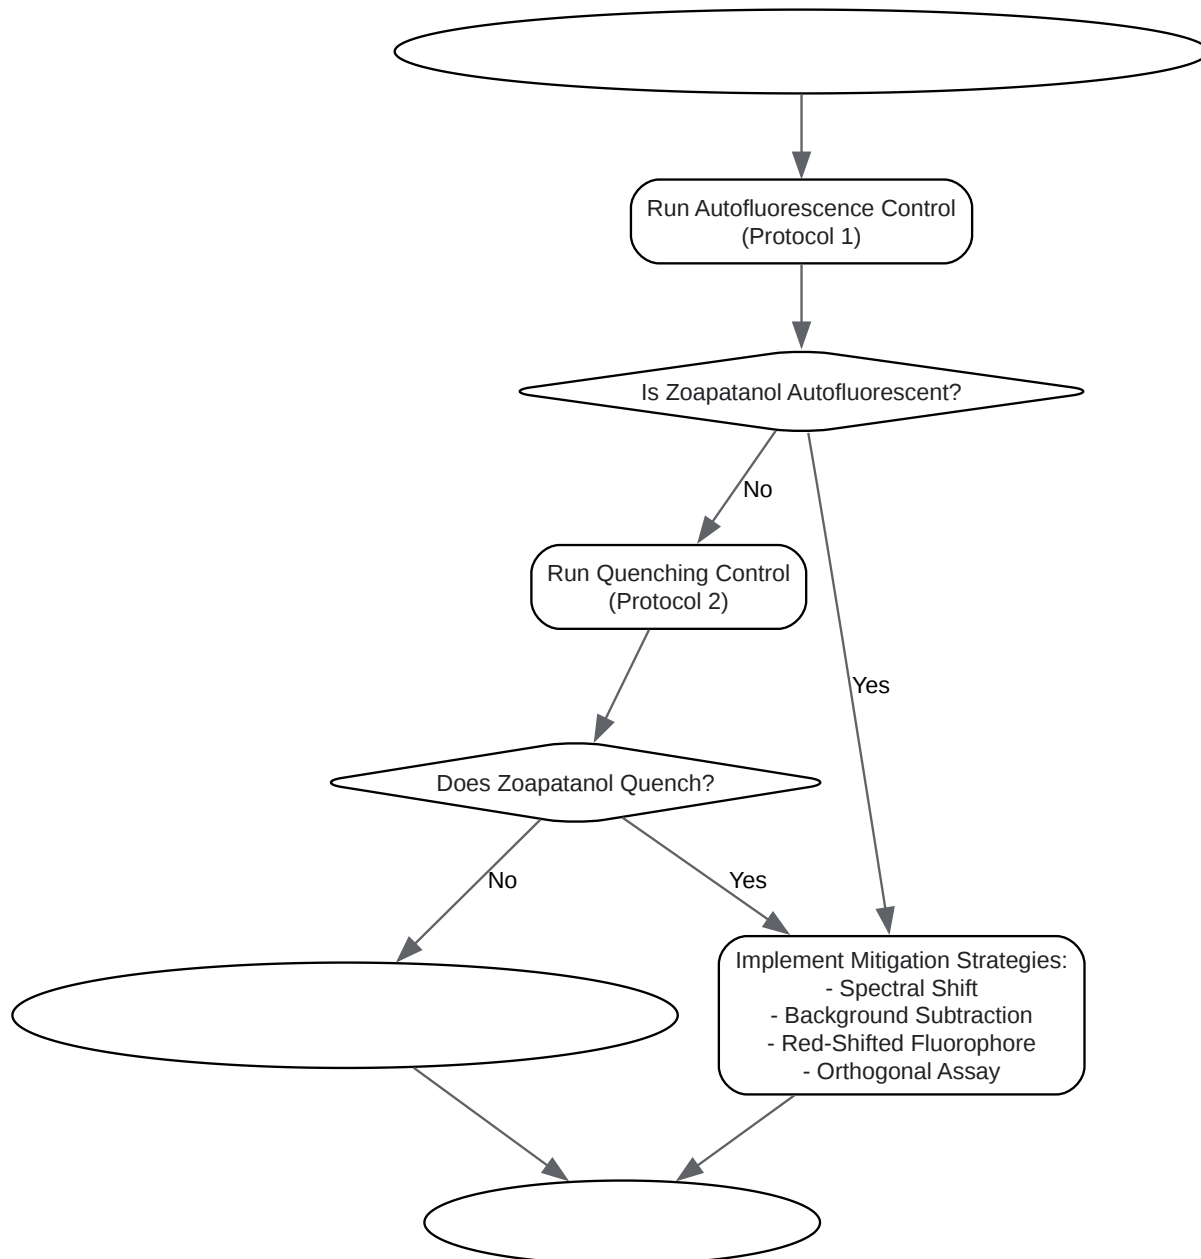 Run Autofluorescence Control
(Protocol 1)
Is Zoapatanol Autofluorescent?
No
Run Quenching Control
(Protocol 2)
Yes
Does Zoapatanol Quench?
No
Yes
Implement Mitigation Strategies:
- Spectral Shift
- Background Subtraction
- Red-Shifted Fluorophore
- Orthogonal Assay